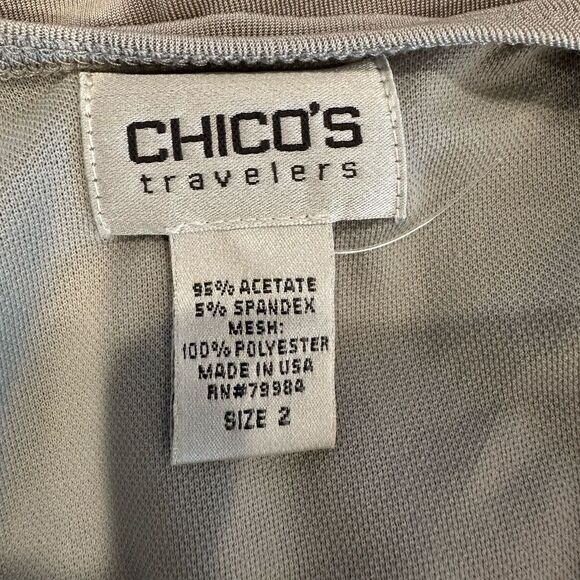 CHICO'S
travelers
95% ACETATE
5% SPANDEX
MESH:
100% POLYESTER
MADE IN USA
RN#79984
SIZE 2